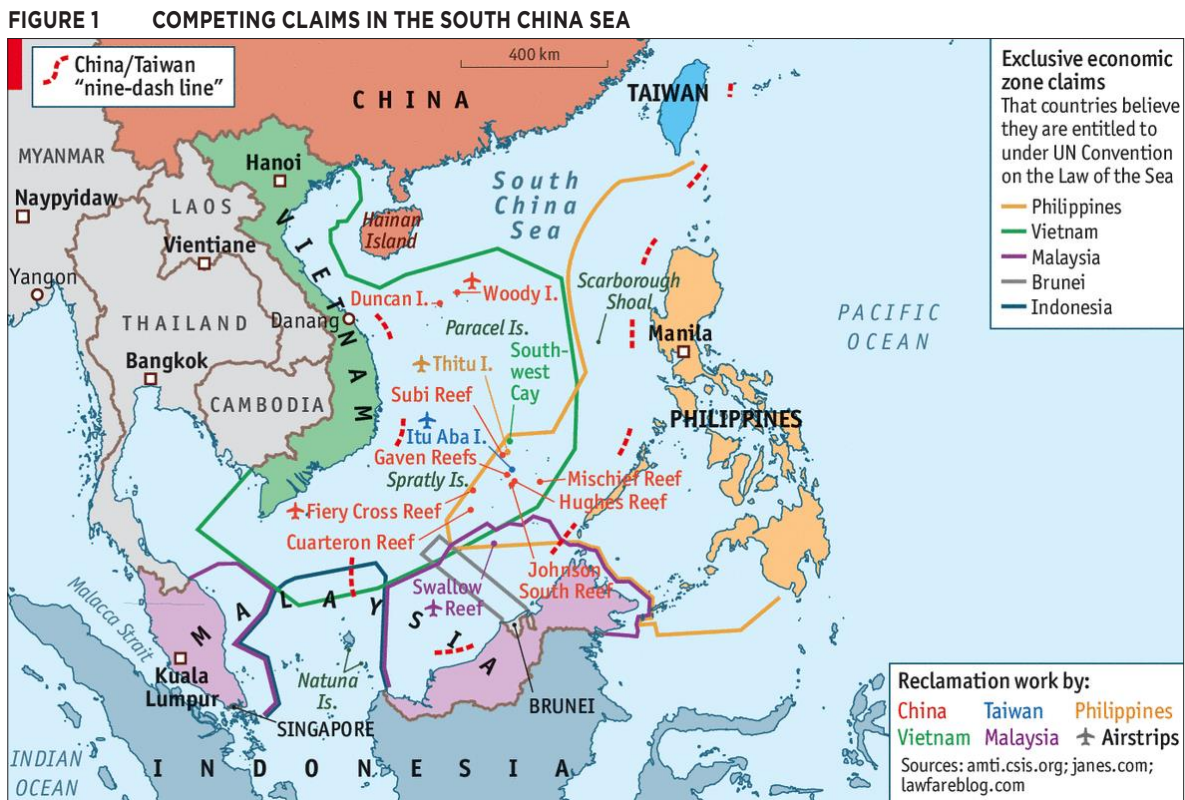 FIGURE 1 COMPETING CLAIMS IN THE SOUTH CHINA SEA
China/Taiwan
“nine-dash line”
400 km
CHINA
TAIWAN
Exclusive economic
zone claims
That countries believe
they are entitled to
under UN Convention
on the Law of the Sea
Philippines
Vietnam
Malaysia
Brunei
Indonesia
MYANMAR
Hanoi
Naypyidaw
LAOS
South
China
Sea
Hainan
Island
VIETNAM
Vientiane
Yangon
Scarborough
Shoal
Duncan I.
Woody I.
THAILAND
Danang
Paracel Is.
PACIFIC
OCEAN
Manila
Bangkok
Thitu I.
South-
west
Cay
Subi Reef
CAMBODIA
PHILIPPINES
Itu Aba I.
Gaven Reefs
Spratly Is.
Mischief Reef
Hughes Reef
Fiery Cross Reef
Cuarteron Reef
Johnson
South Reef
Swallow
Reef
Malacca Strait
MALAYSIA
Kuala
Lumpur
Natuna
Is.
BRUNEI
SINGAPORE
INDIAN
OCEAN
INDONESIA
Reclamation work by:
China Taiwan Philippines
Vietnam Malaysia Airstrips
Sources: amti.csis.org; janes.com;
lawfareblog.com